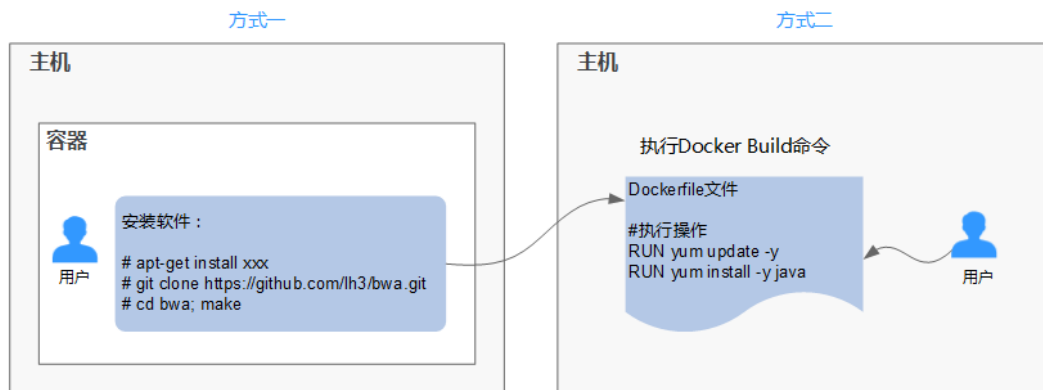 方式一
主机
容器
安装软件：
# apt-get install xxx
# git clone https://github.com/lh3/bwa.git
# cd bwa; make
用户
方式二
主机
执行Docker Build命令
Dockerfile文件
#执行操作
RUN yum update -y
RUN yum install -y java
用户